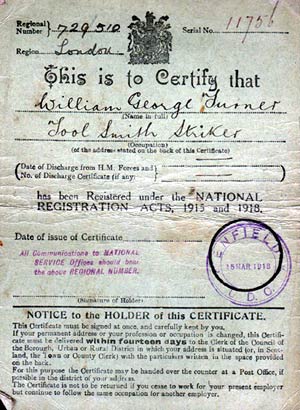 Regional Number } 729510
Serial No. 11756
Region London
This is to Certify that
William George Turner
(Name in full)
Tool Smith Striker
(Occupation)
(of the address stated on the back of this Certificate)
{ Date of Discharge from H.M. Forces and
No. of Discharge Certificate (if any) }
has been Registered under the NATIONAL
REGISTRATION ACTS, 1915 and 1918.
Date of issue of Certificate
All Communications to NATIONAL
SERVICE Offices should bear
the above REGIONAL NUMBER.
ENFIELD
15 MAR 1918
U.D.C.
(Signature of Holder)
NOTICE to the HOLDER of this CERTIFICATE.
This Certificate must be signed at once, and carefully kept by you.
If your permanent address or your profession or occupation is changed, this Certifi-
cate must be delivered within fourteen days to the Clerk of the Council of
the Borough, Urban or Rural District in which your address is situated (or, in Scot-
land, the Town or County Clerk) with the particulars written in the space provided
on the back.
For this purpose the Certificate may be handed over the counter at a Post Office, if
possible in the district of your address.
The Certificate is not to be returned if you cease to work for your present employer
but continue to follow the same occupation for another employer.